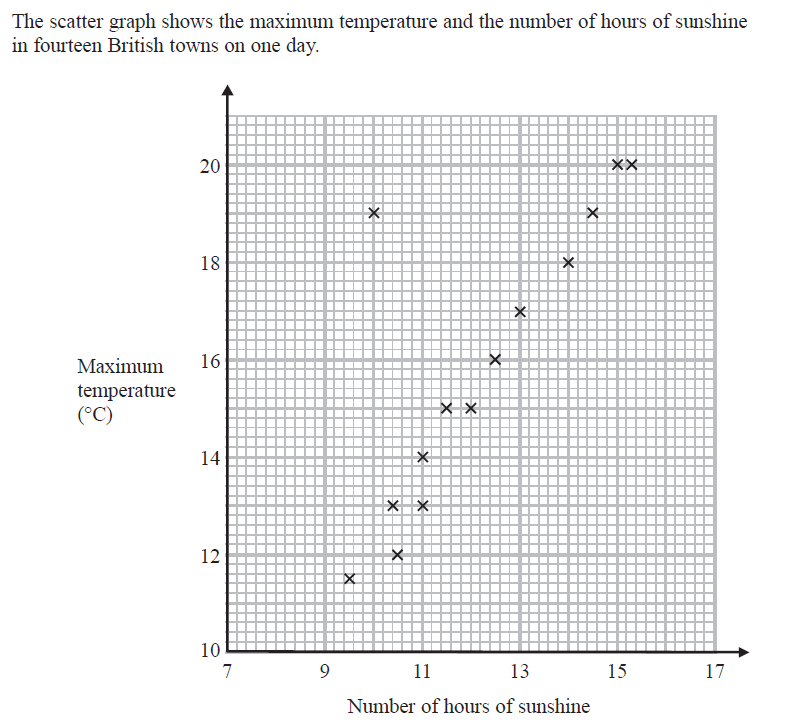 The scatter graph shows the maximum temperature and the number of hours of sunshine
in fourteen British towns on one day.
20
18
16
Maximum
temperature
(°C)
14
12
10
7 9 11 13 15 17
Number of hours of sunshine